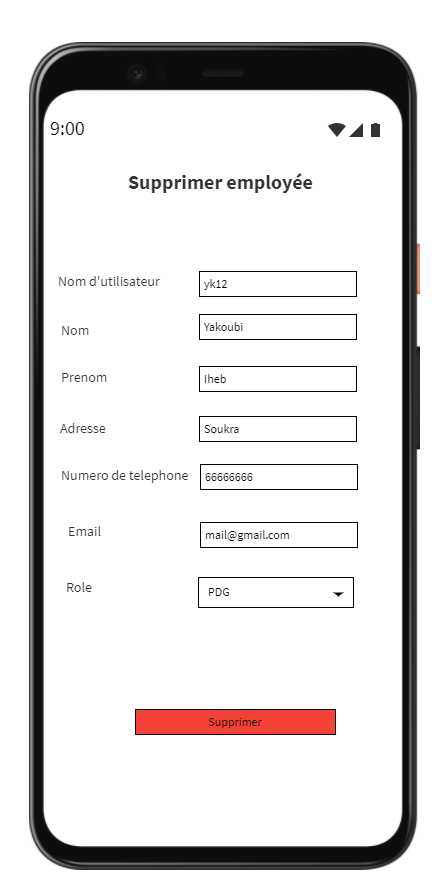 9:00
Supprimer employée
Nom d'utilisateur yk12
Nom Yakoubi
Prenom Iheb
Adresse Soukra
Numero de telephone 66666666
Email mail@gmail.com
Role PDG
Supprimer